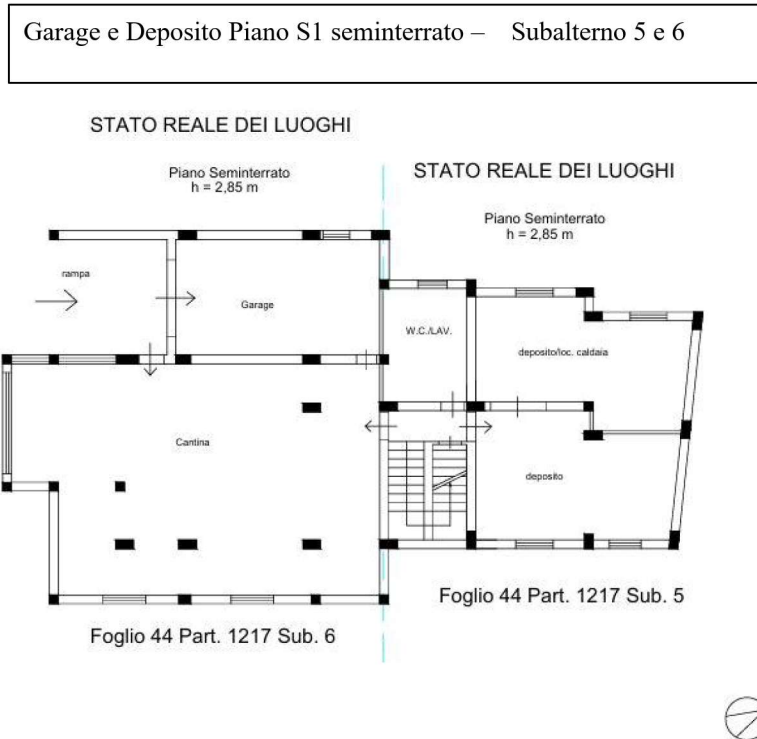 Garage e Deposito Piano S1 seminterrato – Subalterno 5 e 6
STATO REALE DEI LUOGHI
Piano Seminterrato
h = 2,85 m
STATO REALE DEI LUOGHI
Piano Seminterrato
h = 2,85 m
rampa
Garage
W.C./LAV.
deposito/loc. caldaia
Cantina
deposito
Foglio 44 Part. 1217 Sub. 5
Foglio 44 Part. 1217 Sub. 6